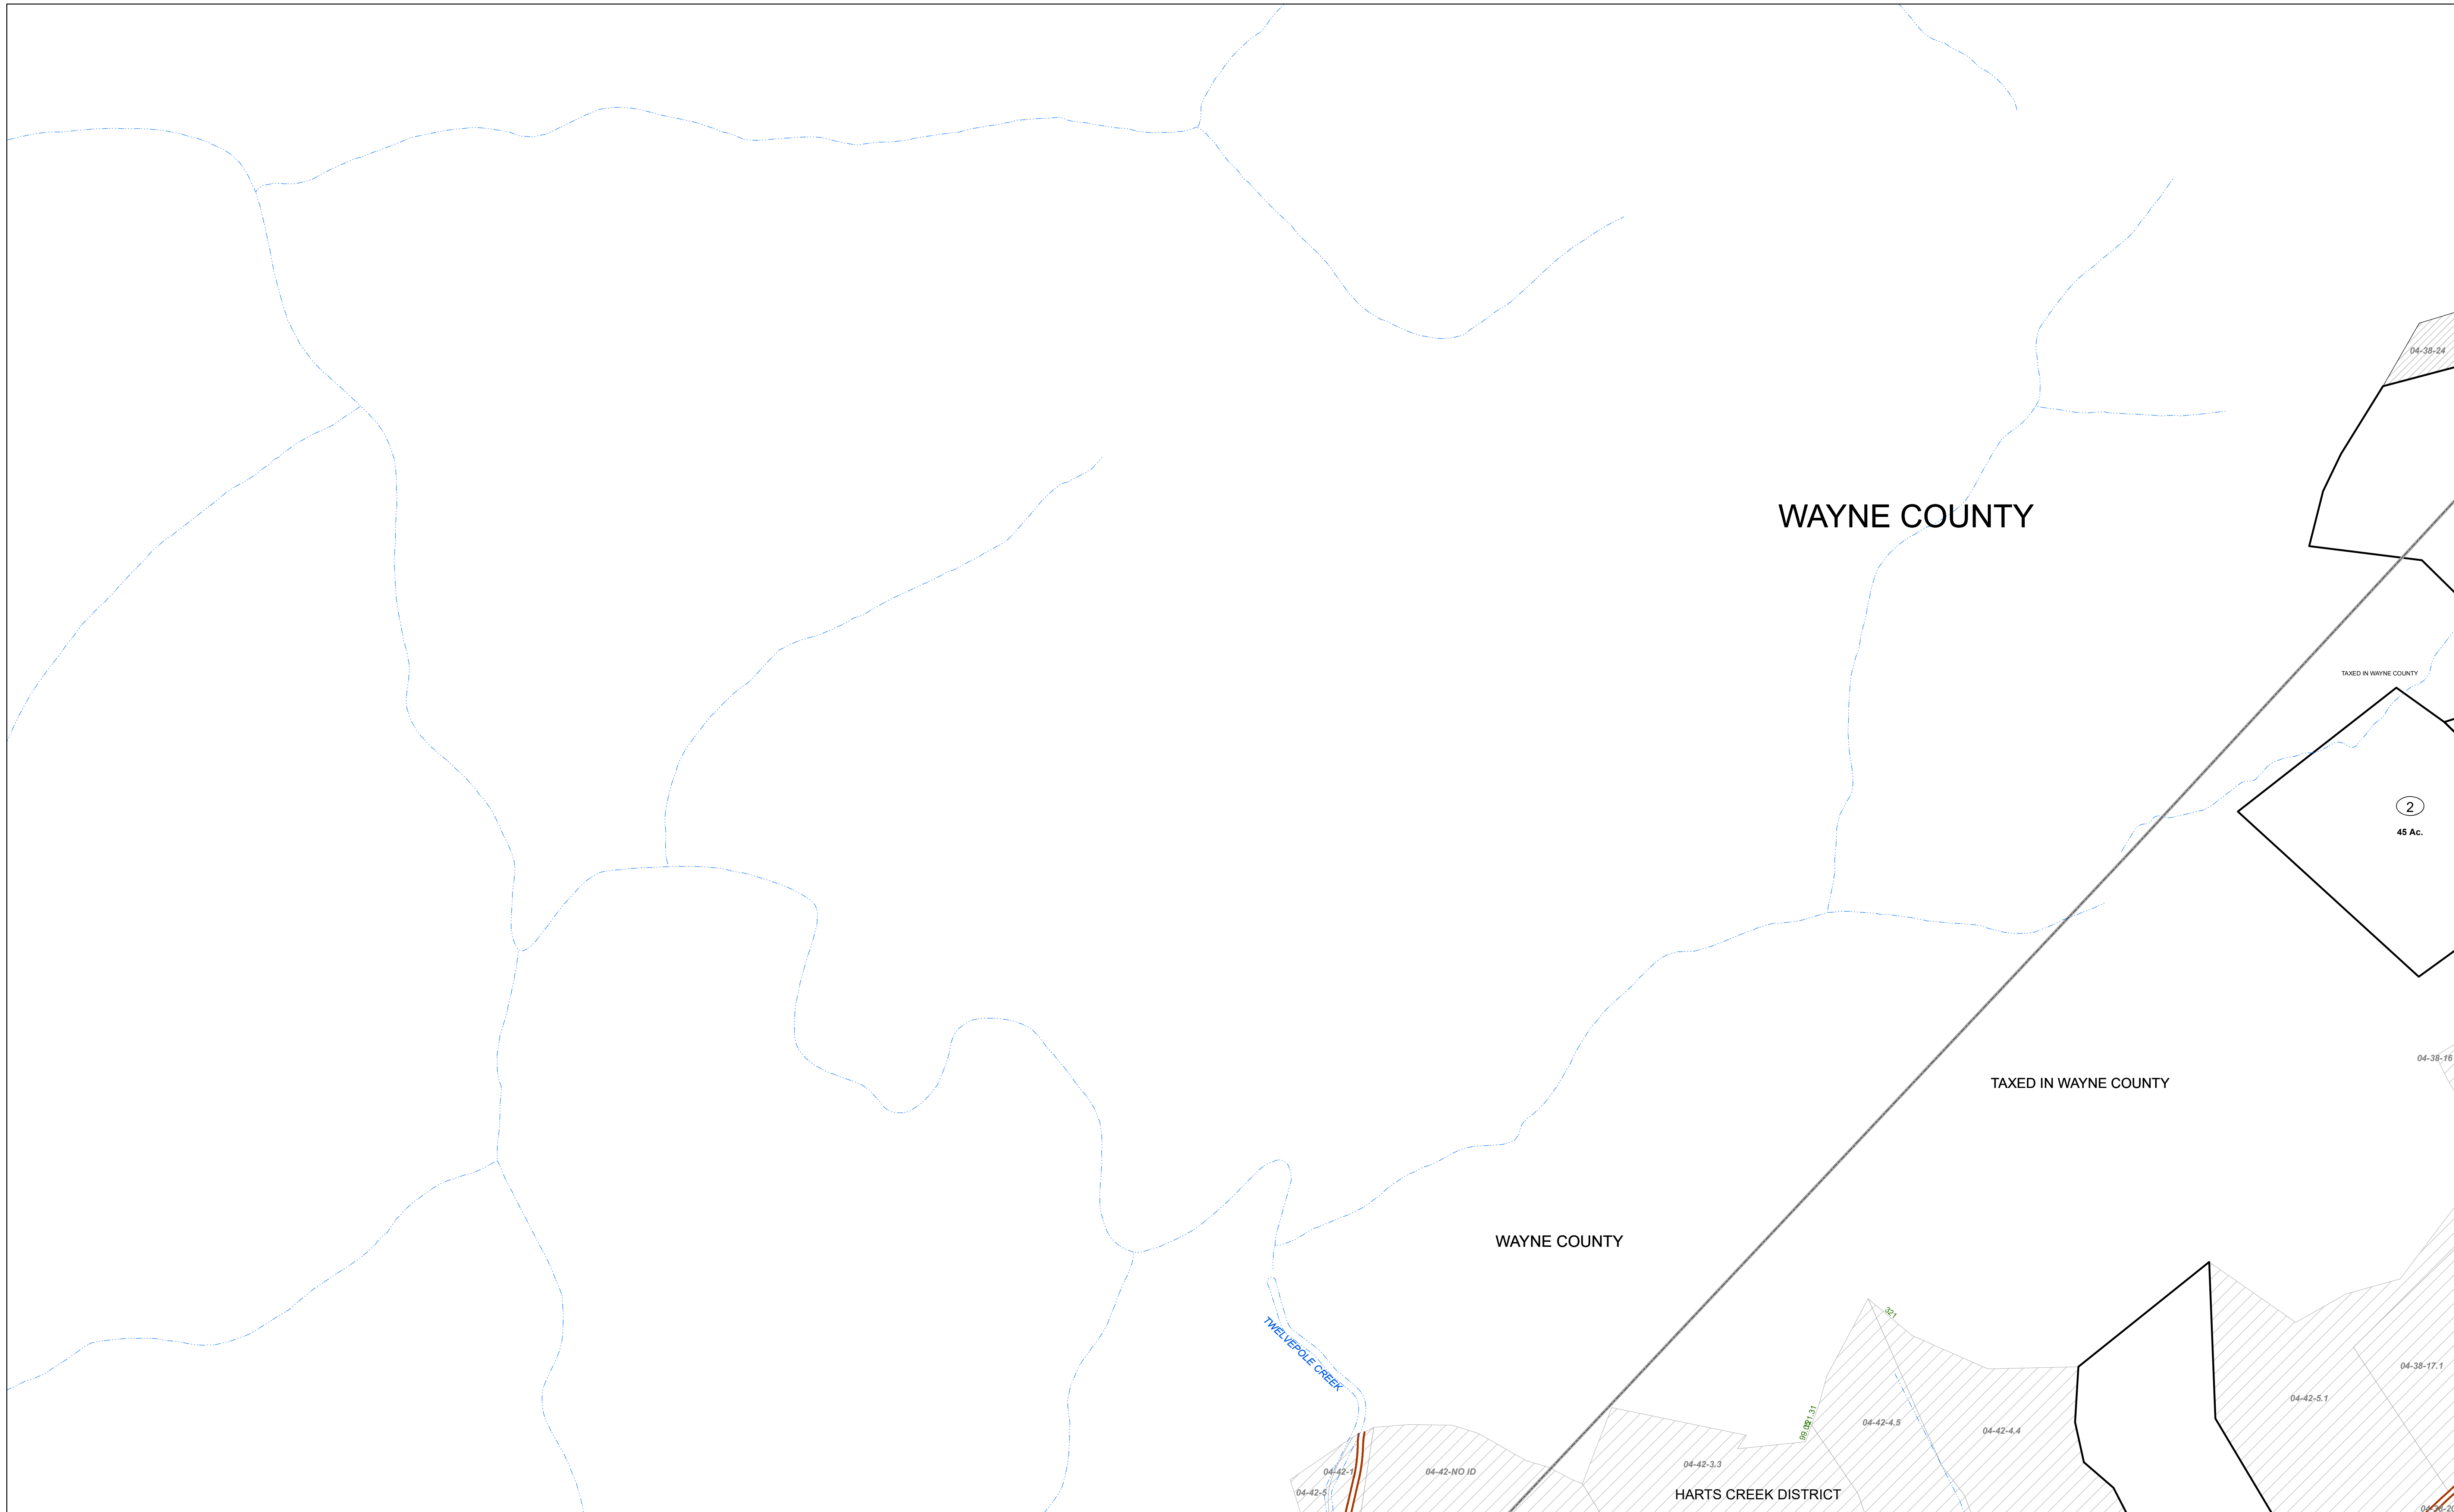 04-38-24
WAYNE COUNTY
TAXED IN WAYNE COUNTY
2
45 Ac.
04-38-16
TAXED IN WAYNE COUNTY
WAYNE COUNTY
321
TWELVEPOLE CREEK
04-38-17.1
04-42-5.1
04-42-4.5
04-42-4.4
04-42-3.3
04-42-1
04-42-NO ID
04-42-5
HARTS CREEK DISTRICT